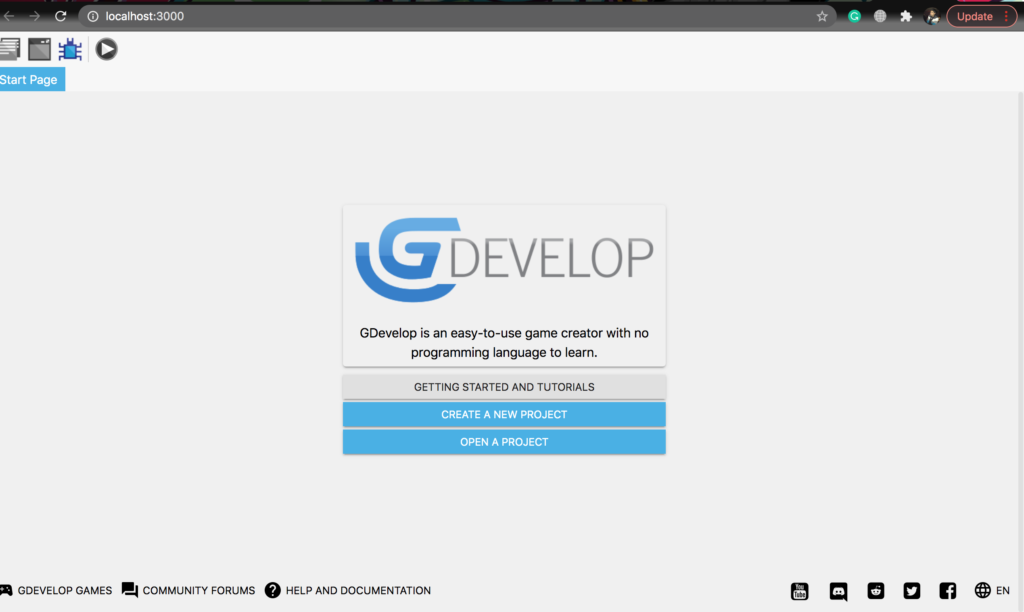 localhost:3000
Update
Start Page
GDEVELOP
GDevelop is an easy-to-use game creator with no
programming language to learn.
GETTING STARTED AND TUTORIALS
CREATE A NEW PROJECT
OPEN A PROJECT
GDEVELOP GAMES
COMMUNITY FORUMS
HELP AND DOCUMENTATION
You
Tube
EN